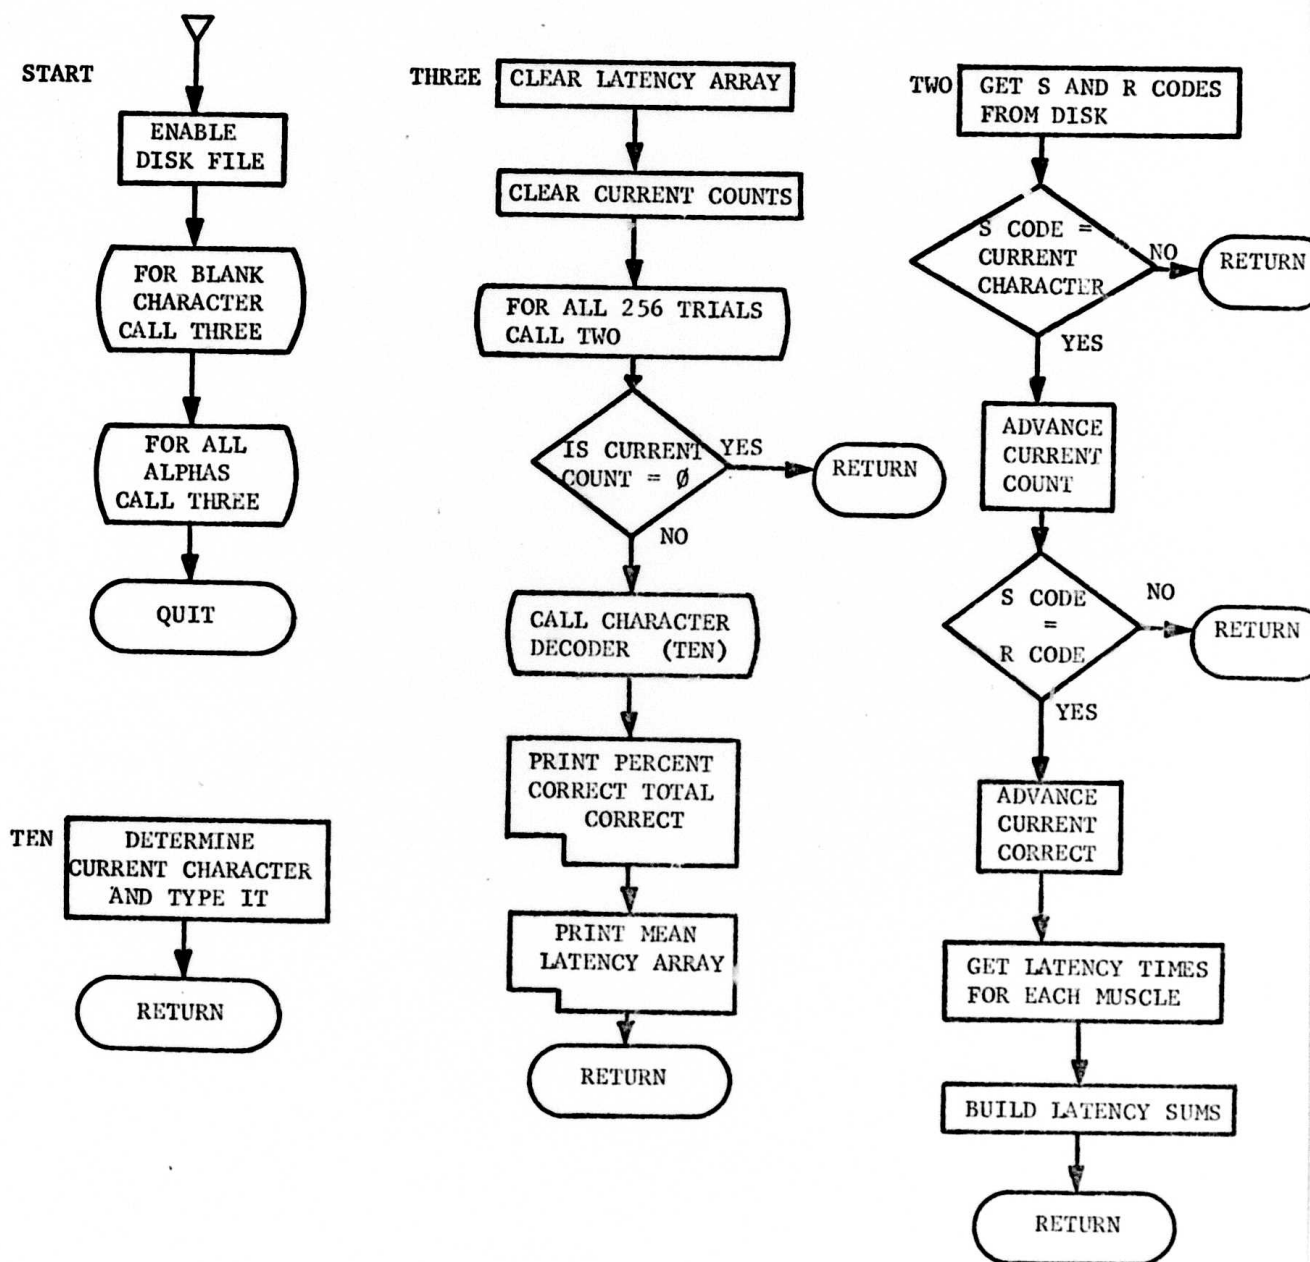 START
ENABLE
DISK FILE
FOR BLANK
CHARACTER
CALL THREE
FOR ALL
ALPHAS
CALL THREE
QUIT
TEN
DETERMINE
CURRENT CHARACTER
AND TYPE IT
RETURN
THREE
CLEAR LATENCY ARRAY
CLEAR CURRENT COUNTS
FOR ALL 256 TRIALS
CALL TWO
IS CURRENT
COUNT = Ø
YES
RETURN
NO
CALL CHARACTER
DECODER (TEN)
PRINT PERCENT
CORRECT TOTAL
CORRECT
PRINT MEAN
LATENCY ARRAY
RETURN
TWO
GET S AND R CODES
FROM DISK
S CODE =
CURRENT
CHARACTER
NO
RETURN
YES
ADVANCE
CURRENT
COUNT
S CODE
=
R CODE
NO
RETURN
YES
ADVANCE
CURRENT
CORRECT
GET LATENCY TIMES
FOR EACH MUSCLE
BUILD LATENCY SUMS
RETURN